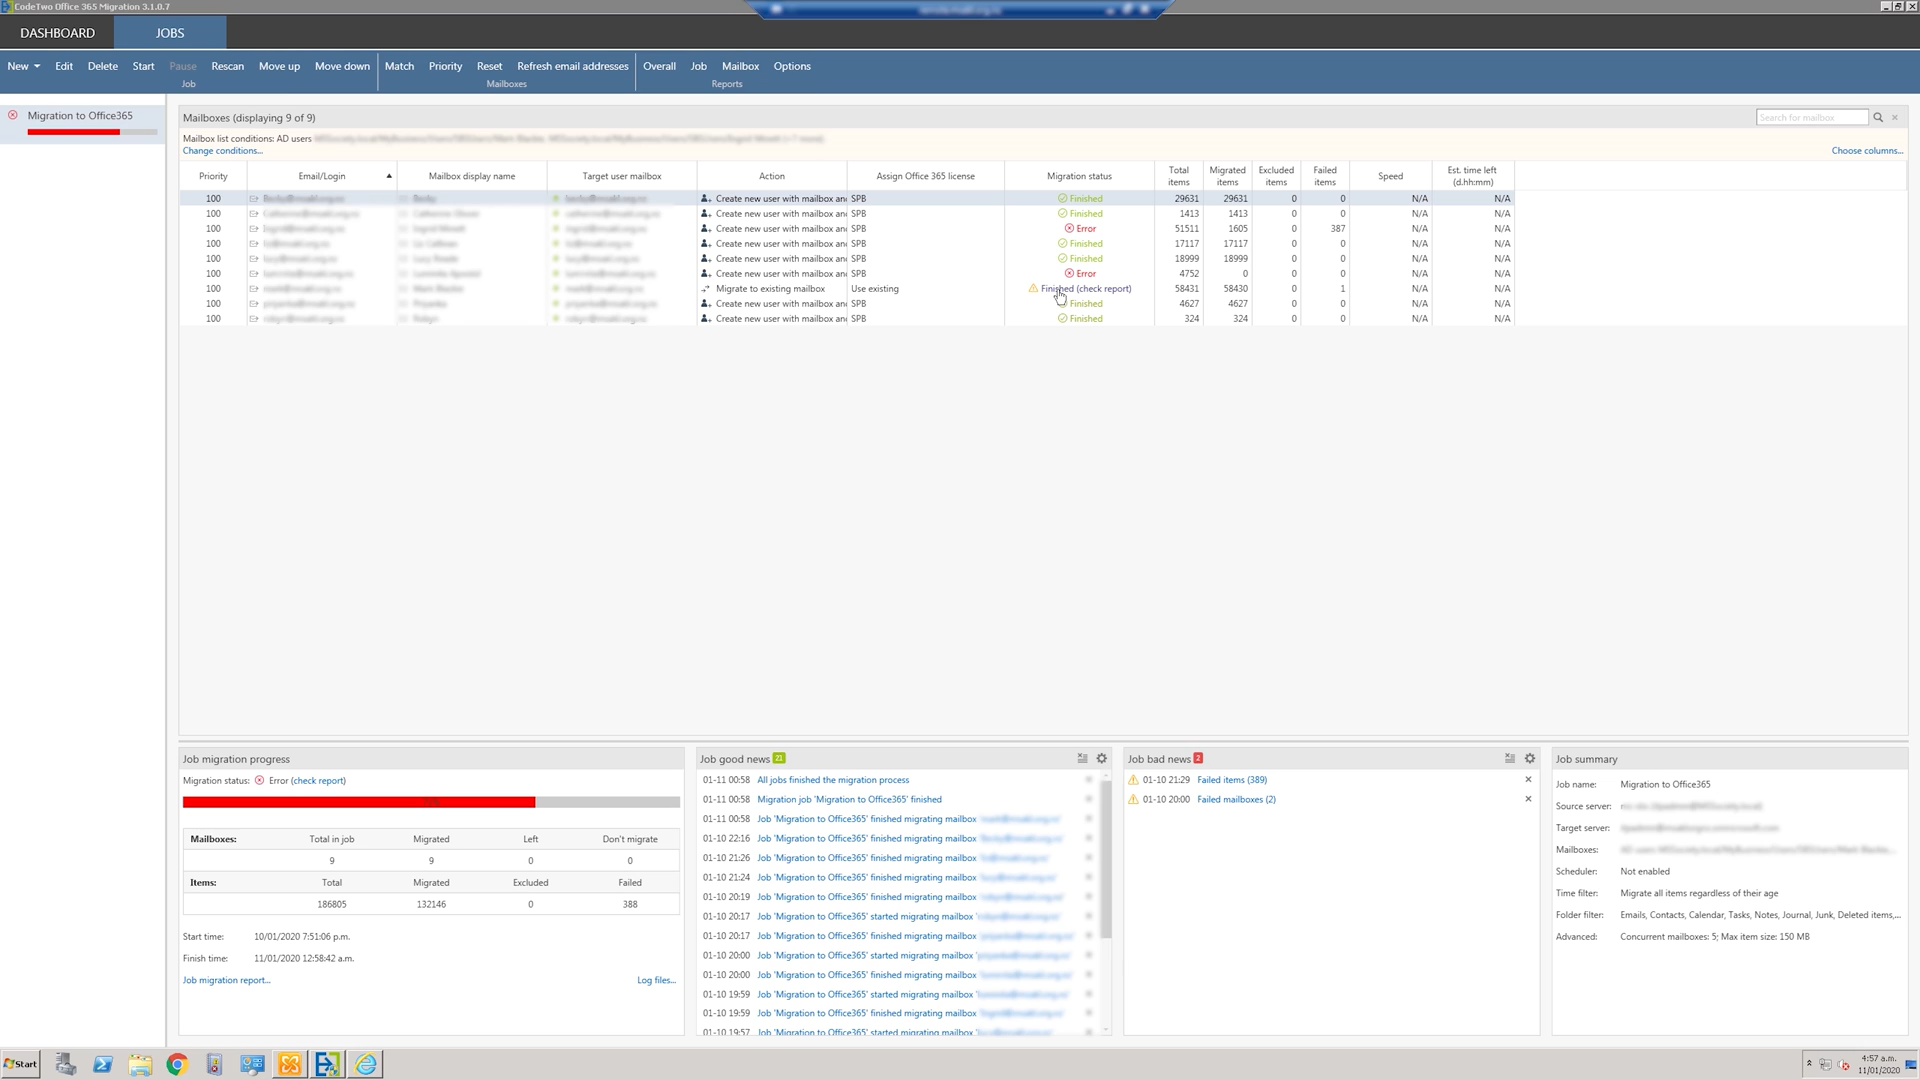 CodeTwo Office 365 Migration 3.1.0.7
DASHBOARD JOBS
New Edit Delete Start Pause Rescan Move up Move down Match Priority Reset Refresh email addresses Overall Job Mailbox Options
Job Mailboxes Reports
Migration to Office365
Mailboxes (displaying 9 of 9) Search for mailbox
Mailbox list conditions: AD users
Change conditions... Choose columns...
Priority Email/Login Mailbox display name Target user mailbox Action Assign Office 365 license Migration status Total items Migrated items Excluded items Failed items Speed Est. time left (d.hh:mm)
100 Create new user with mailbox an SPB Finished 29631 29631 0 0 N/A N/A
100 Create new user with mailbox an SPB Finished 1413 1413 0 0 N/A N/A
100 Create new user with mailbox an SPB Error 51511 1605 0 387 N/A N/A
100 Create new user with mailbox an SPB Finished 17117 17117 0 0 N/A N/A
100 Create new user with mailbox an SPB Finished 18999 18999 0 0 N/A N/A
100 Create new user with mailbox an SPB Error 4752 0 0 0 N/A N/A
100 Migrate to existing mailbox Use existing Finished (check report) 58431 58430 0 1 N/A N/A
100 Create new user with mailbox an SPB Finished 4627 4627 0 0 N/A N/A
100 Create new user with mailbox an SPB Finished 324 324 0 0 N/A N/A
Job migration progress
Migration status: Error (check report)
Mailboxes: Total in job Migrated Left Don't migrate
9 9 0 0
Items: Total Migrated Excluded Failed
186805 132146 0 388
Start time: 10/01/2020 7:51:06 p.m.
Finish time: 11/01/2020 12:58:42 a.m.
Job migration report... Log files...
Job good news 21
01-11 00:58 All jobs finished the migration process
01-11 00:58 Migration job 'Migration to Office365' finished
01-11 00:58 Job 'Migration to Office365' finished migrating mailbox
01-10 22:16 Job 'Migration to Office365' finished migrating mailbox
01-10 21:26 Job 'Migration to Office365' finished migrating mailbox
01-10 21:24 Job 'Migration to Office365' finished migrating mailbox
01-10 20:19 Job 'Migration to Office365' finished migrating mailbox
01-10 20:17 Job 'Migration to Office365' started migrating mailbox
01-10 20:17 Job 'Migration to Office365' finished migrating mailbox
01-10 20:00 Job 'Migration to Office365' started migrating mailbox
01-10 20:00 Job 'Migration to Office365' finished migrating mailbox
01-10 19:59 Job 'Migration to Office365' started migrating mailbox
01-10 19:59 Job 'Migration to Office365' finished migrating mailbox
01-10 19:57 Job 'Migration to Office365' started migrating mailbox
Job bad news 2
01-10 21:29 Failed items (389)
01-10 20:00 Failed mailboxes (2)
Job summary
Job name: Migration to Office365
Source server:
Target server:
Mailboxes:
Scheduler: Not enabled
Time filter: Migrate all items regardless of their age
Folder filter: Emails, Contacts, Calendar, Tasks, Notes, Journal, Junk, Deleted items,...
Advanced: Concurrent mailboxes: 5; Max item size: 150 MB
Start
4:57 a.m.
11/01/2020